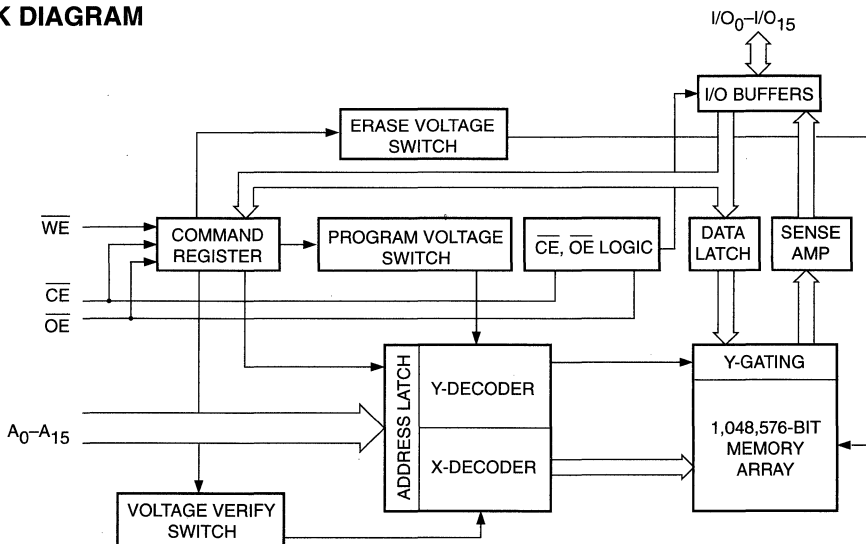 K DIAGRAM
I/O0–I/O15
I/O BUFFERS
ERASE VOLTAGE
SWITCH
WE
COMMAND
REGISTER
PROGRAM VOLTAGE
SWITCH
CE, OE LOGIC
DATA
LATCH
SENSE
AMP
CE
OE
ADDRESS LATCH
Y-DECODER
Y-GATING
A0–A15
X-DECODER
1,048,576-BIT
MEMORY
ARRAY
VOLTAGE VERIFY
SWITCH